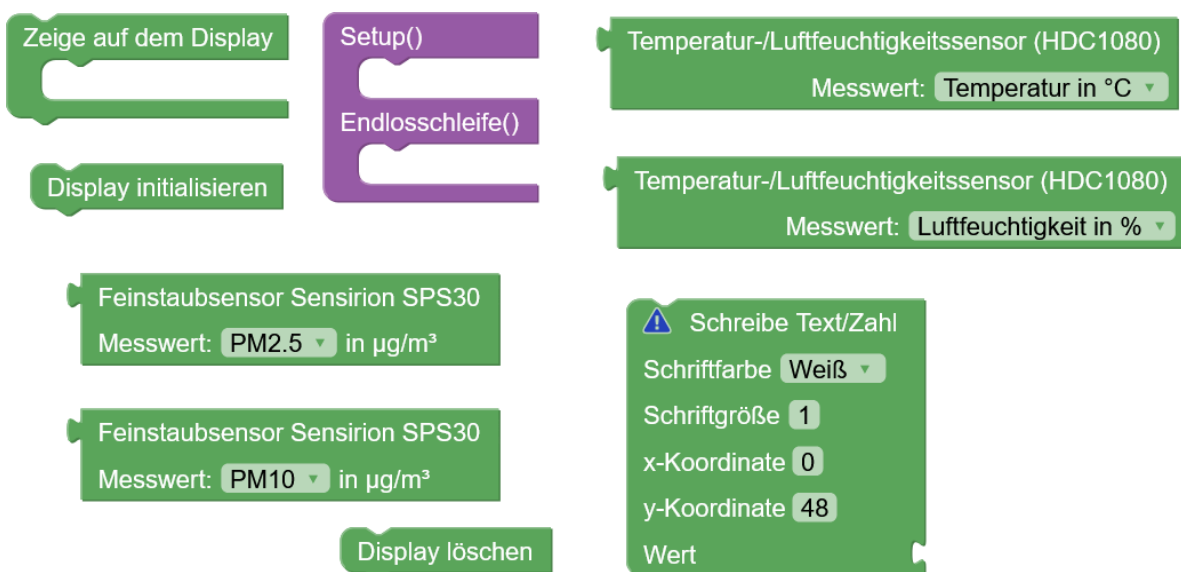 Zeige auf dem Display
Display initialisieren
Setup()
Endlosschleife()
Temperatur-/Luftfeuchtigkeitssensor (HDC1080)
Messwert: Temperatur in °C
Temperatur-/Luftfeuchtigkeitssensor (HDC1080)
Messwert: Luftfeuchtigkeit in %
Feinstaubsensor Sensirion SPS30
Messwert: PM2.5 in µg/m³
Feinstaubsensor Sensirion SPS30
Messwert: PM10 in µg/m³
Display löschen
Schreibe Text/Zahl
Schriftfarbe Weiß
Schriftgröße 1
x-Koordinate 0
y-Koordinate 48
Wert